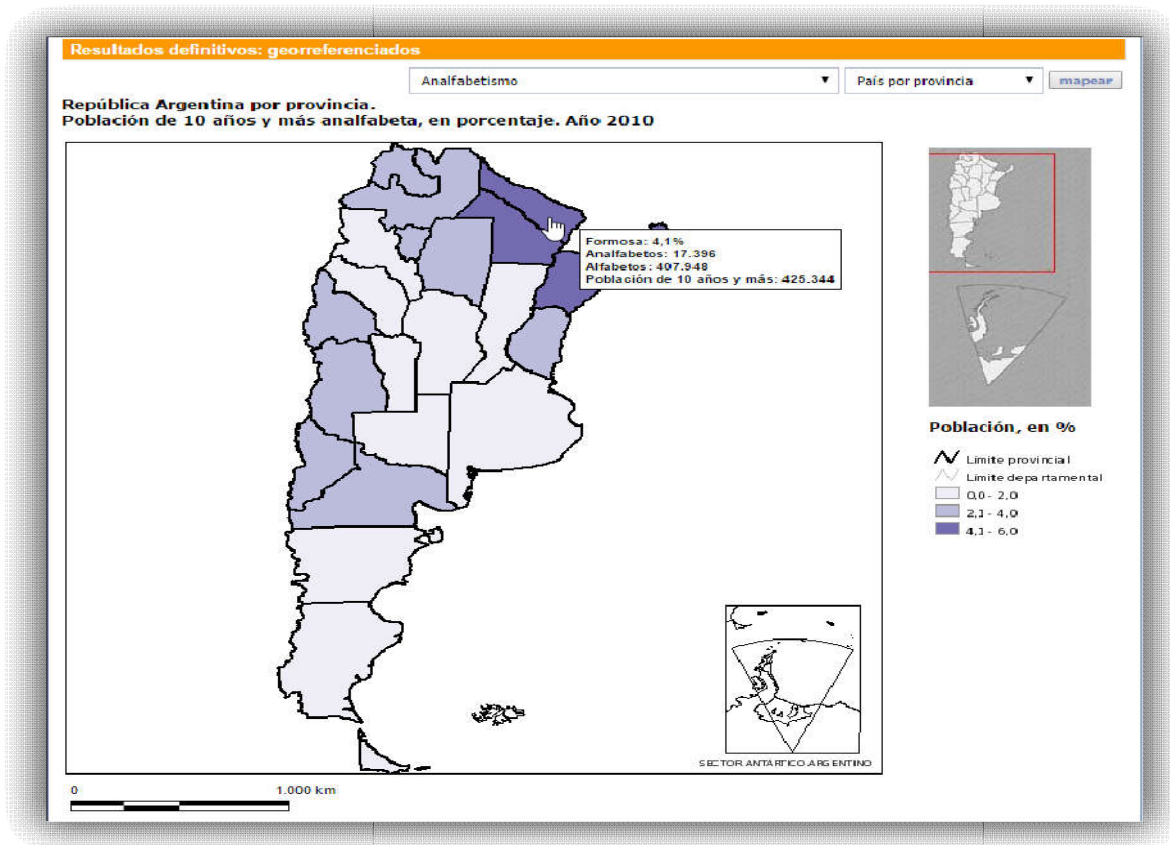 Resultados definitivos: georreferenciados
Analfabetismo
País por provincia
mapear
República Argentina por provincia.
Población de 10 años y más analfabeta, en porcentaje. Año 2010
Formosa: 4,1%
Analfabetos: 17.396
Alfabetos: 407.948
Población de 10 años y más: 425.344
Población, en %
Límite provincial
Límite departamental
0,0 - 2,0
2,1 - 4,0
4,1 - 6,0
SECTOR ANTARTICO ARGENTINO
0 1.000 km